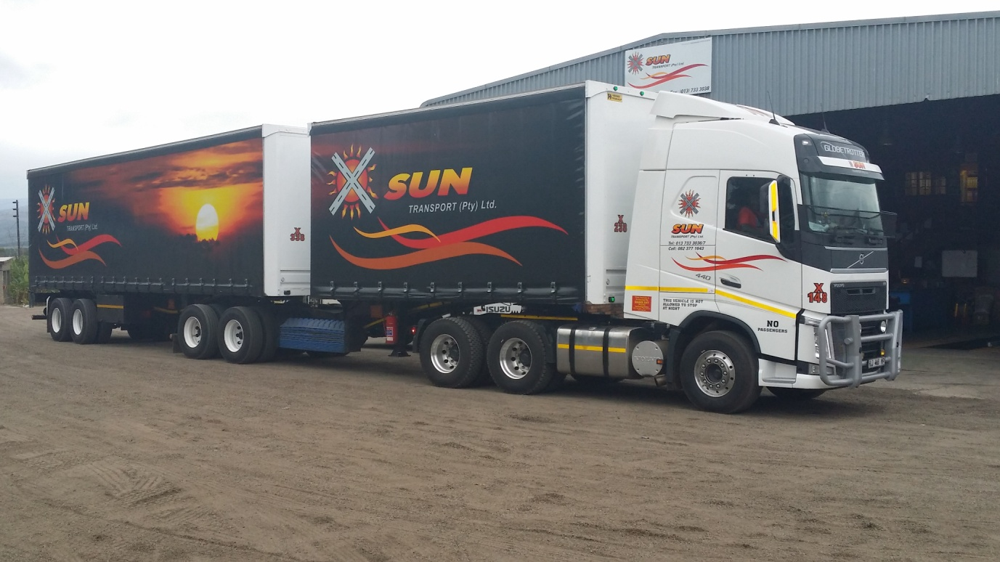 SUN
TRANSPORT (Pty) Ltd.
(013) 733 3038
SUN
TRANSPORT (Pty) Ltd.
X
338
SUN
TRANSPORT (Pty) Ltd.
X
ISUZU
GLOBETROTTER
SUN
SUN
TRANSPORT (Pty) Ltd.
Tel: 013 733 3036/7
Cell: 082 377 1643
440
VOLVO
X
148
THIS VEHICLE IS NOT
ALLOWED TO STOP
AT NIGHT
NO
PASSENGERS